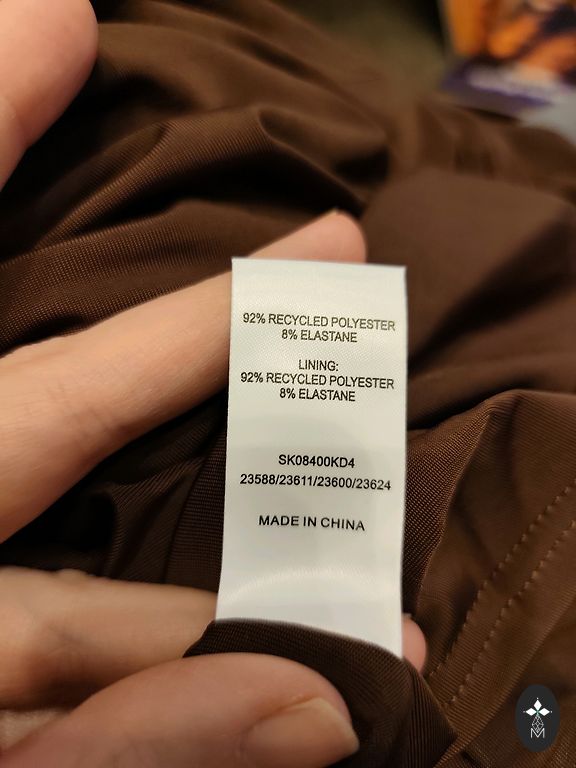 92% RECYCLED POLYESTER
8% ELASTANE
LINING:
92% RECYCLED POLYESTER
8% ELASTANE
SK08400KD4
23588/23611/23600/23624
MADE IN CHINA
M